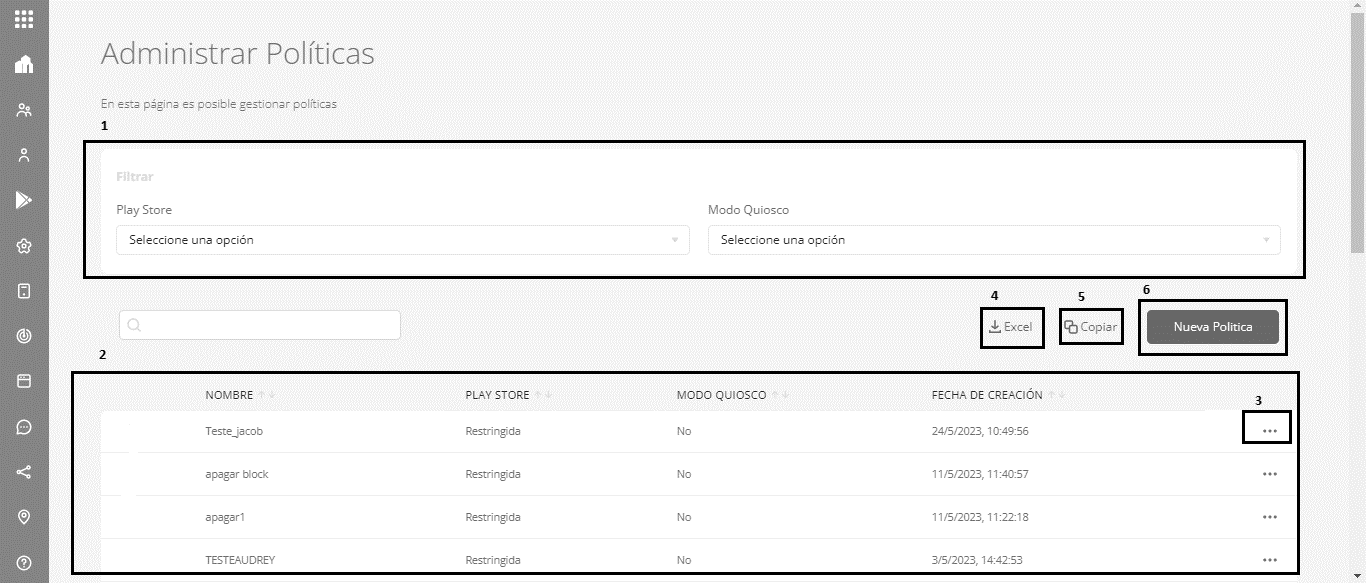 Administrar Políticas
En esta página es posible gestionar políticas
1
Filtrar
Play Store Modo Quiosco
Seleccione una opción Seleccione una opción
4 5 6
Excel Copiar Nueva Politica
2
NOMBRE PLAY STORE MODO QUIOSCO FECHA DE CREACIÓN
3
Teste_jacob Restringida No 24/5/2023, 10:49:56
apagar block Restringida No 11/5/2023, 11:40:57
apagar1 Restringida No 11/5/2023, 11:22:18
TESTEAUDREY Restringida No 3/5/2023, 14:42:53